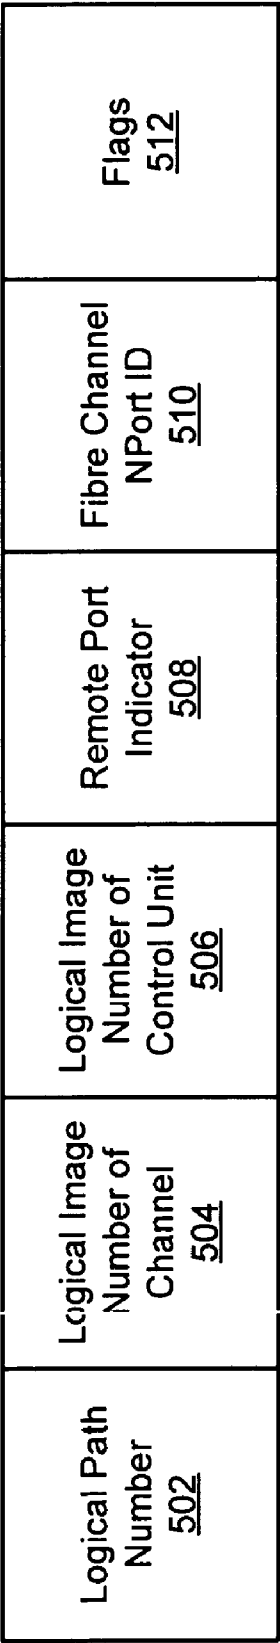 Logical Path
Number
502
Logical Image
Number of
Channel
504
Logical Image
Number of
Control Unit
506
Remote Port
Indicator
508
Fibre Channel
NPort ID
510
Flags
512